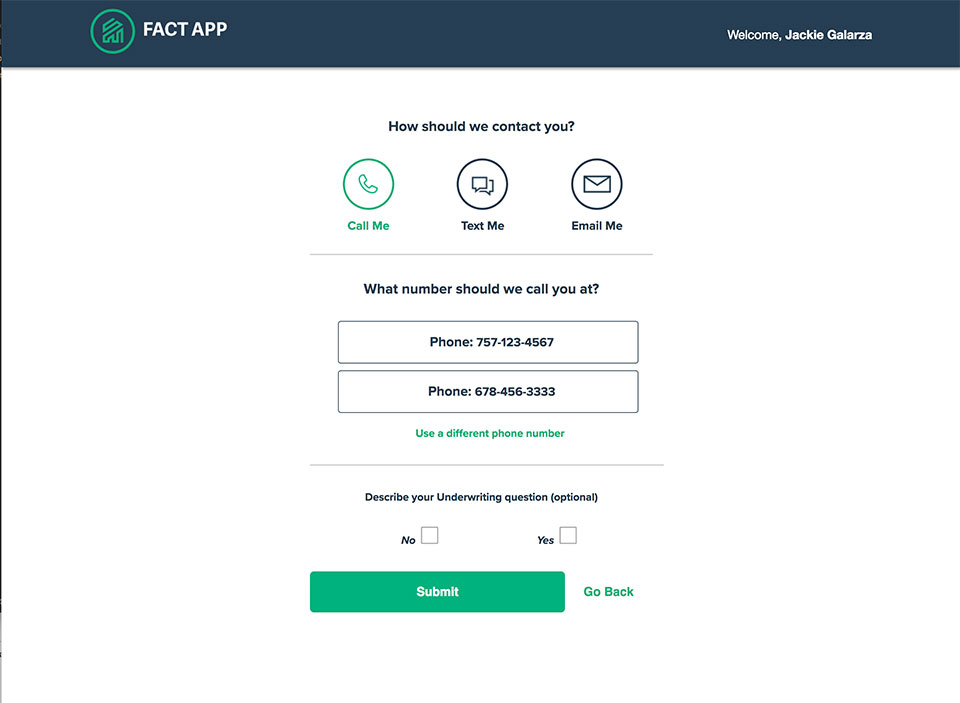 FACT APP
Welcome, Jackie Galarza
How should we contact you?
Call Me
Text Me
Email Me
What number should we call you at?
Phone: 757-123-4567
Phone: 678-456-3333
Use a different phone number
Describe your Underwriting question (optional)
No
Yes
Submit
Go Back